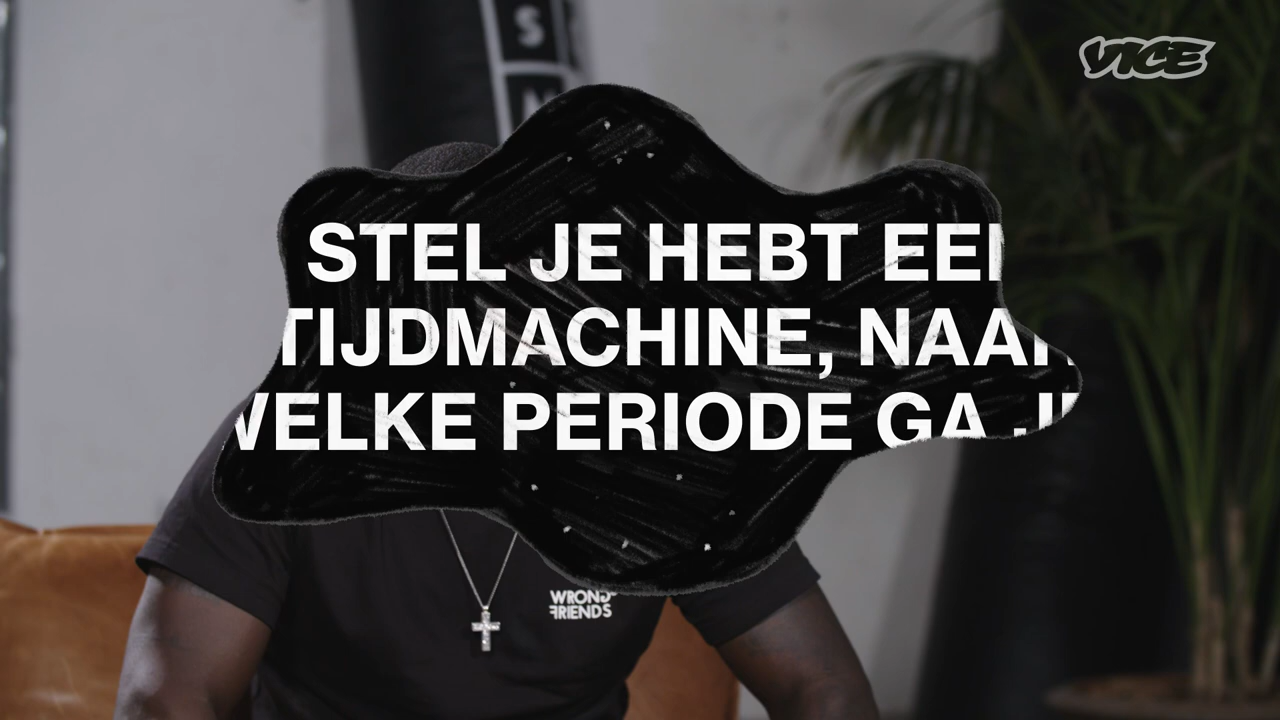 VICE
S
STEL JE HEBT EEN
TIJDMACHINE, NAAR
WELKE PERIODE GA JE
WRONG
FRIENDS